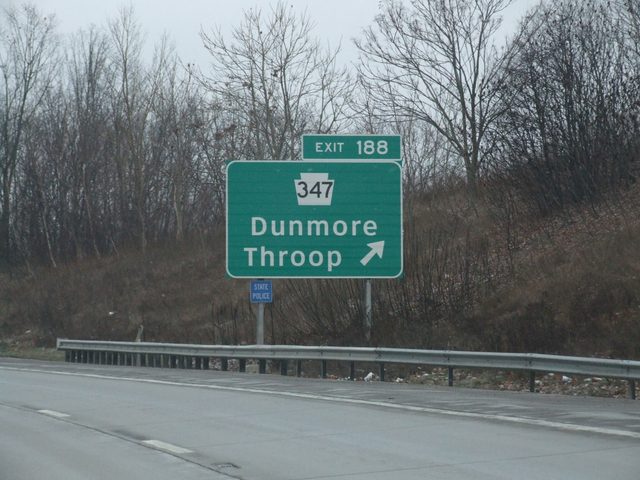 EXIT 188
347
Dunmore
Throop
STATE
POLICE